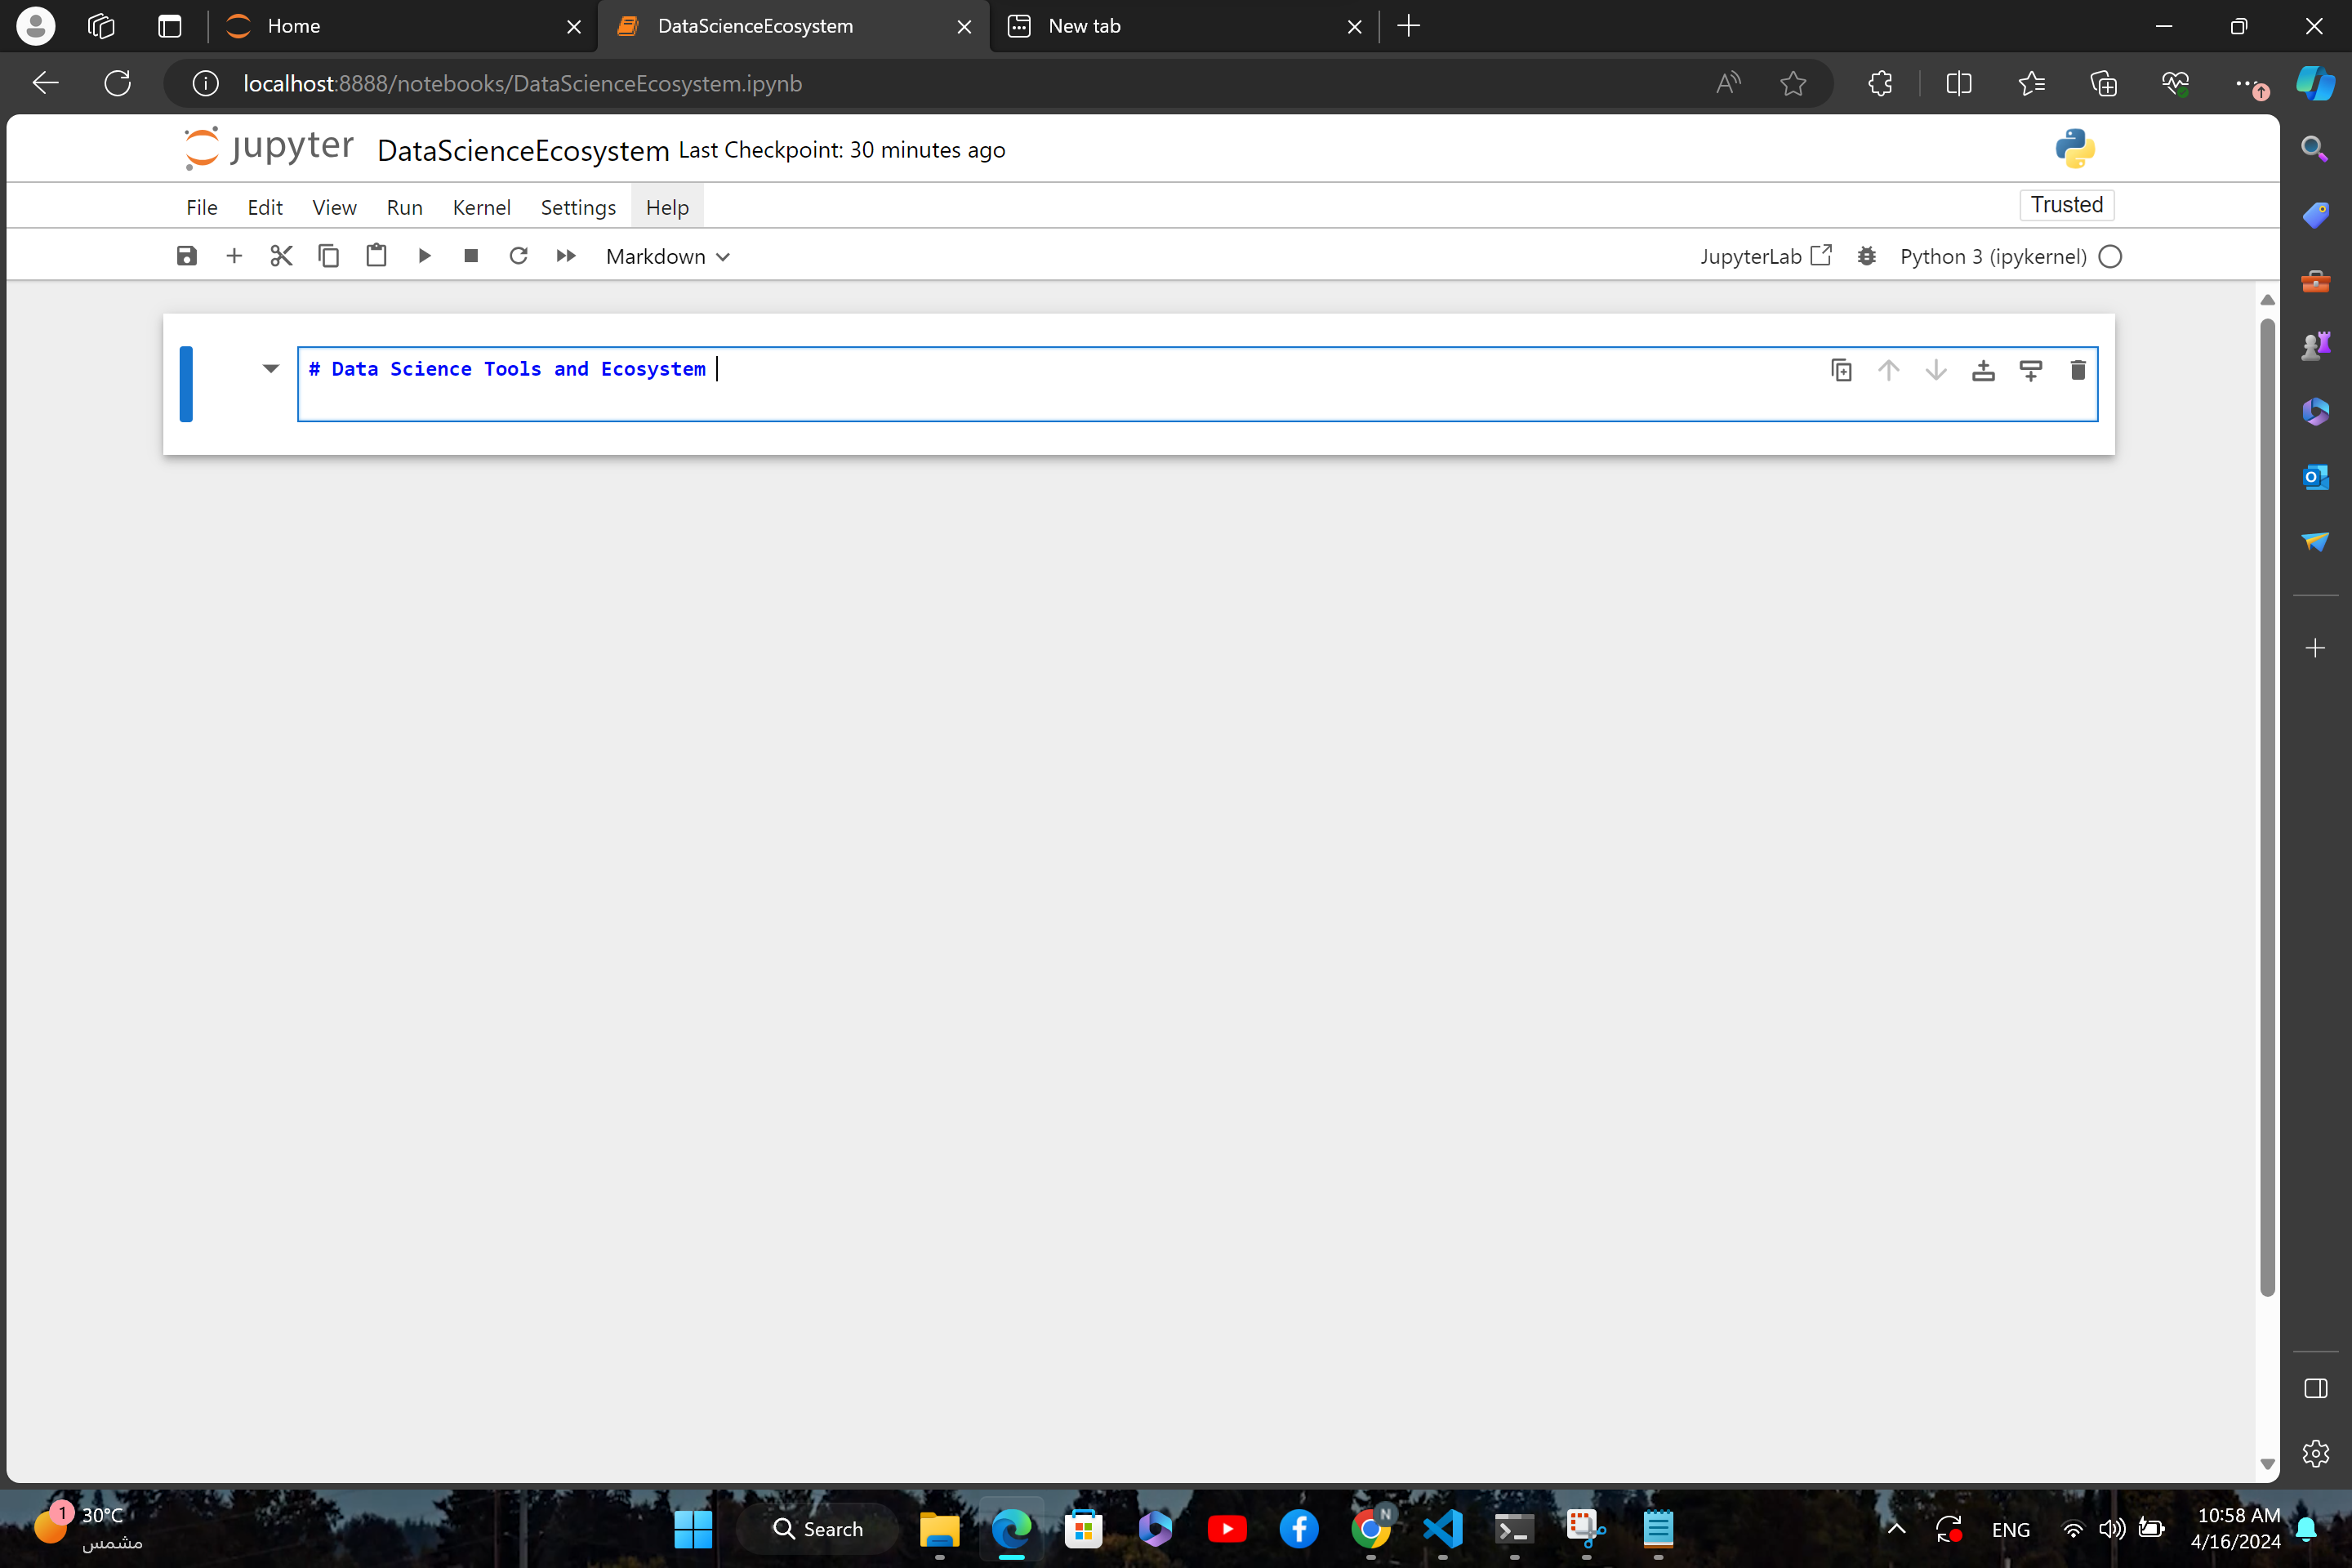 Home
DataScienceEcosystem
New tab
localhost:8888/notebooks/DataScienceEcosystem.ipynb
jupyter DataScienceEcosystem Last Checkpoint: 30 minutes ago
File Edit View Run Kernel Settings Help
Trusted
Markdown
JupyterLab
Python 3 (ipykernel)
# Data Science Tools and Ecosystem
1
30°C
مشمس
Search
N
ENG
10:58 AM
4/16/2024